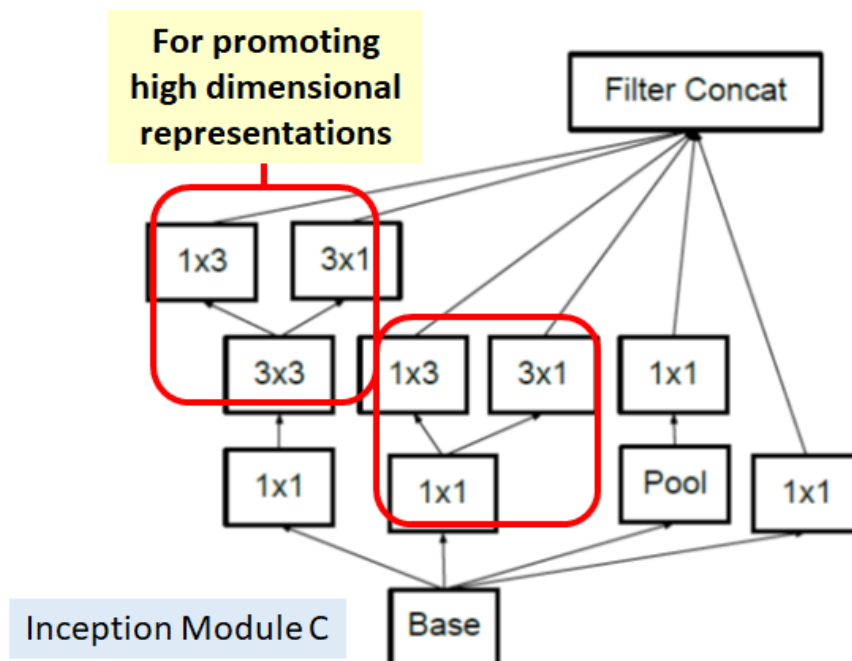 For promoting
high dimensional
representations
Filter Concat
1x3
3x1
3x3
1x3
3x1
1x1
1x1
1x1
Pool
1x1
Inception Module C
Base